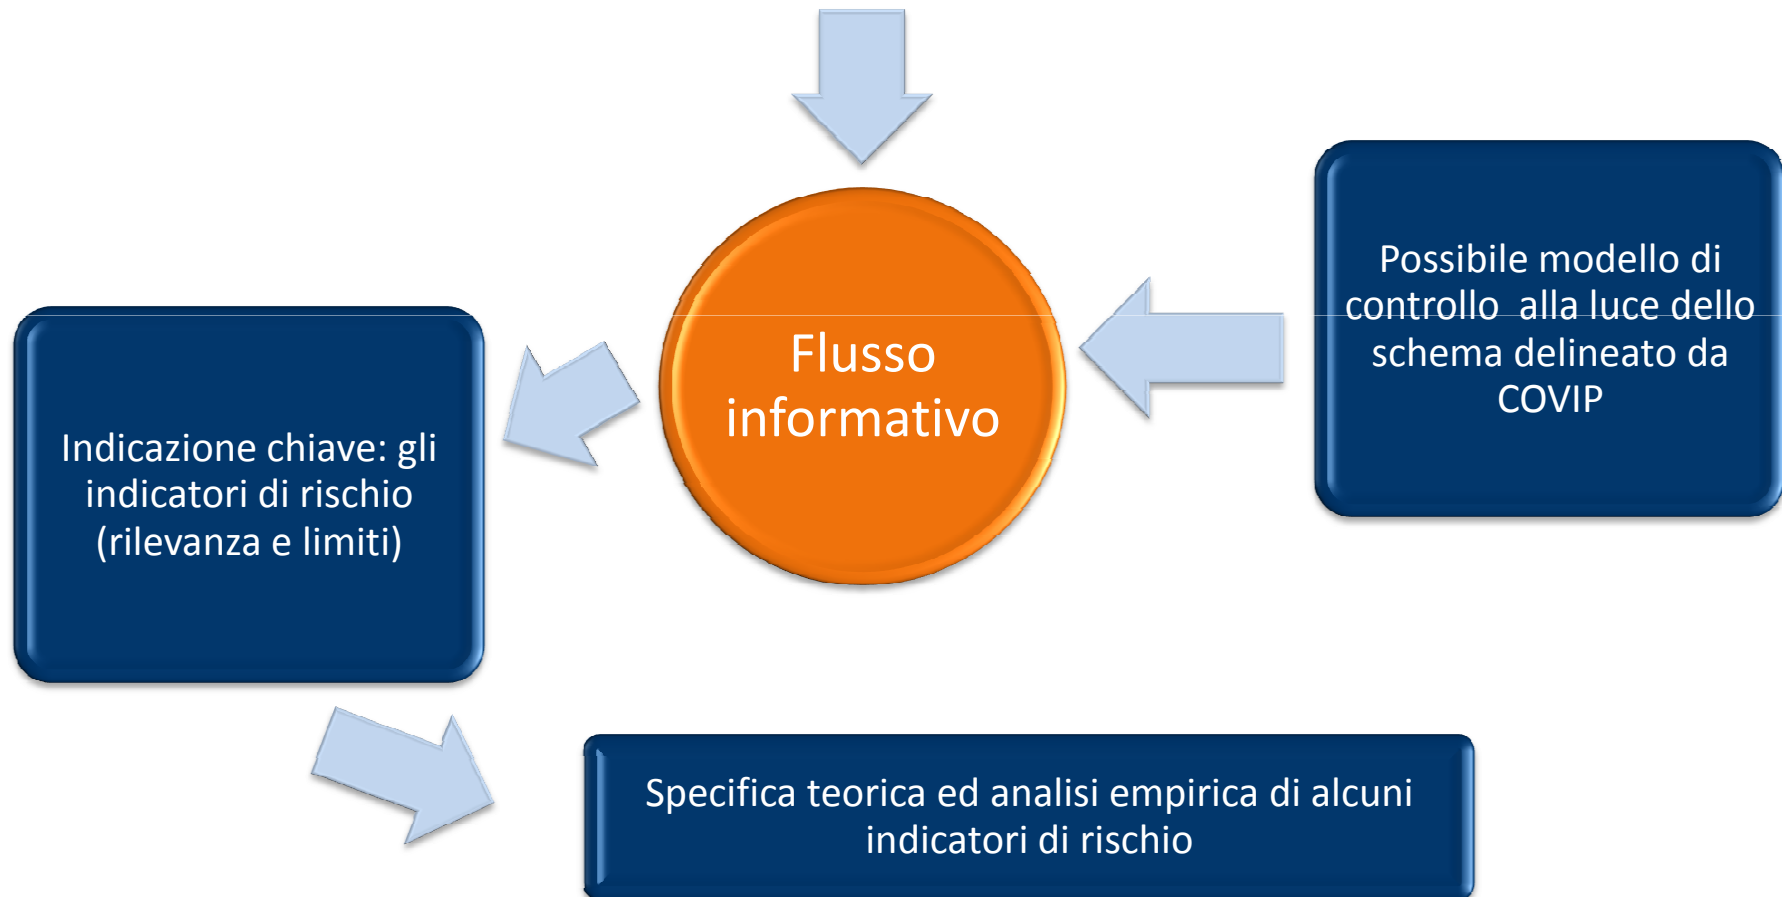 Flusso
informativo
Possibile modello di
controllo alla luce dello
schema delineato da
COVIP
Indicazione chiave: gli
indicatori di rischio
(rilevanza e limiti)
Specifica teorica ed analisi empirica di alcuni
indicatori di rischio